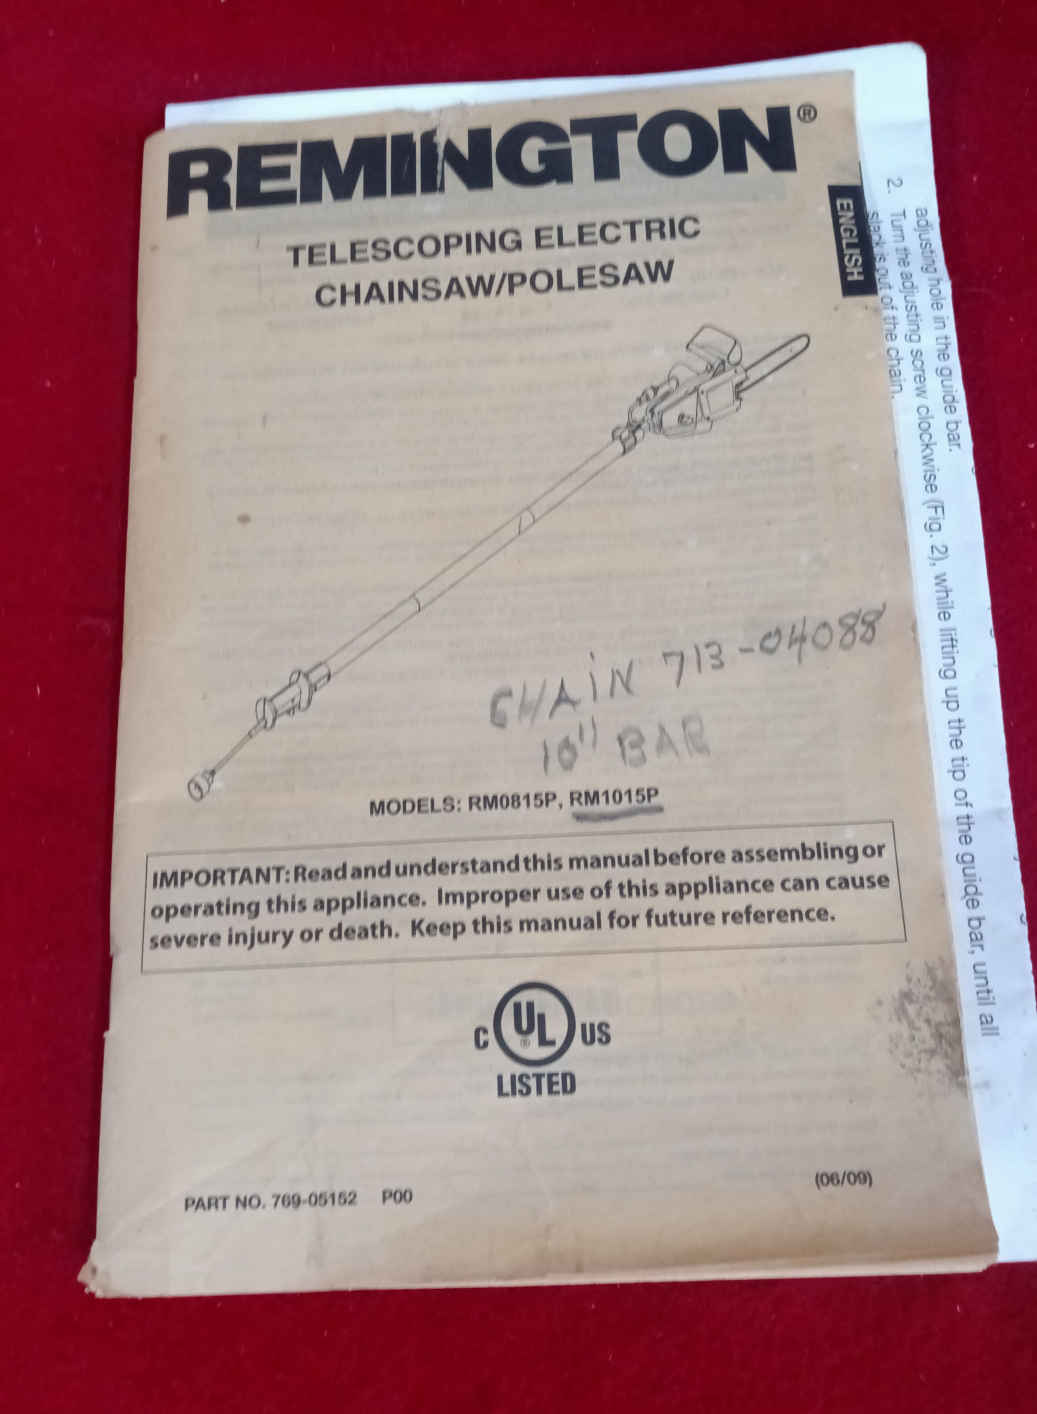 REMINGTON®
TELESCOPING ELECTRIC
CHAINSAW/POLESAW
ENGLISH
CHAIN 713-04088
10" BAR
MODELS: RM0815P, RM1015P
IMPORTANT: Read and understand this manual before assembling or
operating this appliance. Improper use of this appliance can cause
severe injury or death. Keep this manual for future reference.
C UL® US
LISTED
PART NO. 769-05152 P00
(06/09)
adjusting hole in the guide bar.
2. Turn the adjusting screw clockwise (Fig. 2), while lifting up the tip of the guide bar, until all
slack is out of the chain.